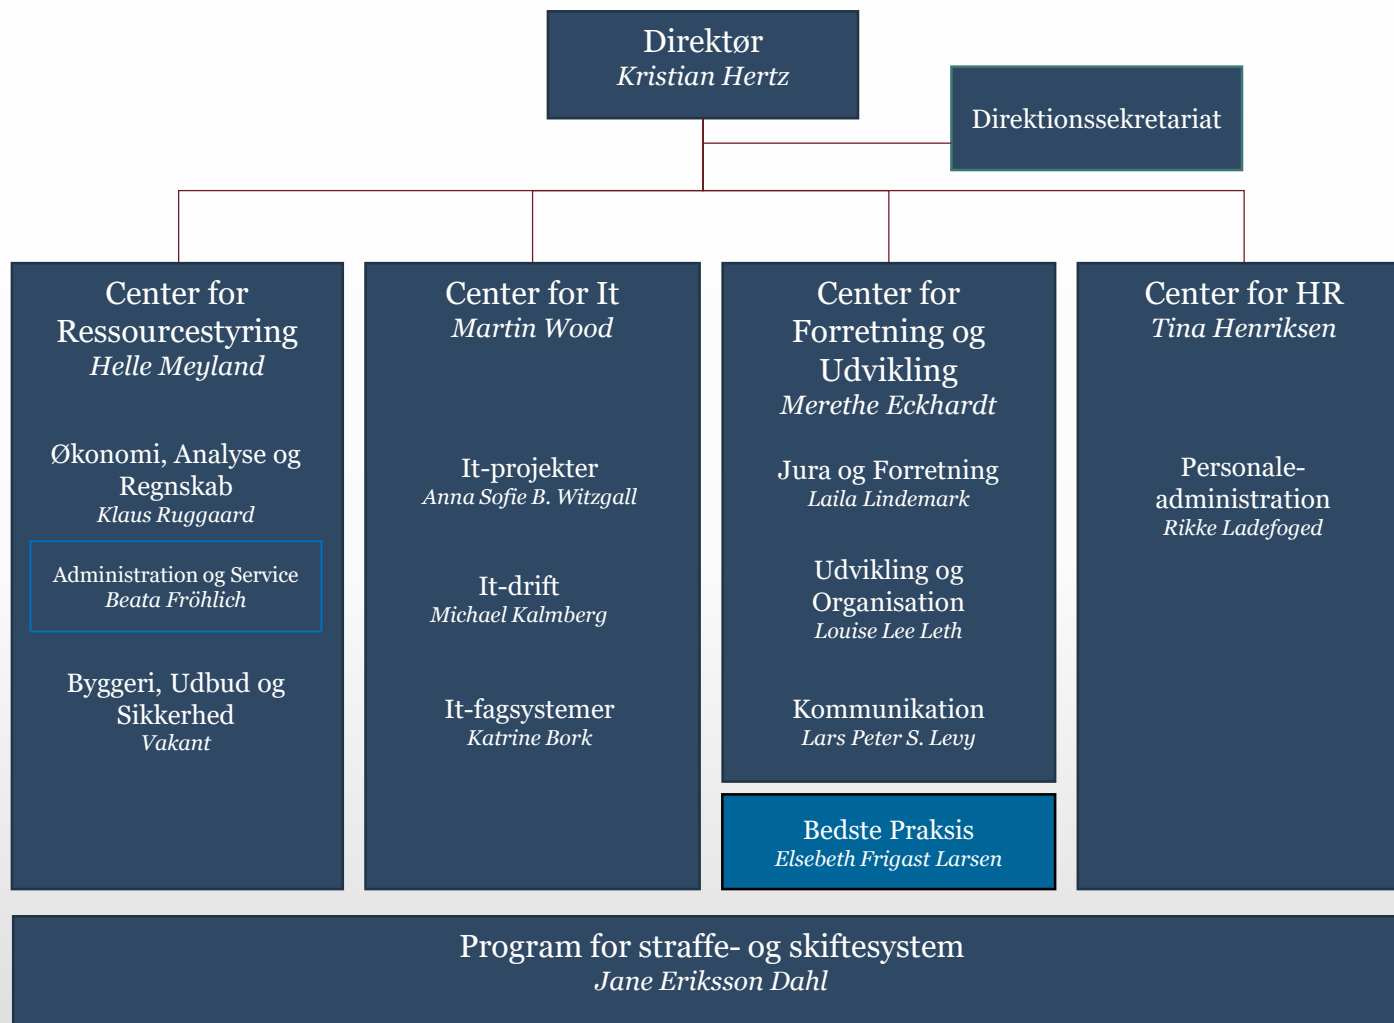 Direktør
Kristian Hertz
Direktionssekretariat
Center for
Ressourcestyring
Helle Meyland
Økonomi, Analyse og
Regnskab
Klaus Ruggaard
Administration og Service
Beata Fröhlich
Byggeri, Udbud og
Sikkerhed
Vakant
Center for It
Martin Wood
It-projekter
Anna Sofie B. Witzgall
It-drift
Michael Kalmberg
It-fagsystemer
Katrine Bork
Center for
Forretning og
Udvikling
Merethe Eckhardt
Jura og Forretning
Laila Lindemark
Udvikling og
Organisation
Louise Lee Leth
Kommunikation
Lars Peter S. Levy
Bedste Praksis
Elsebeth Frigast Larsen
Center for HR
Tina Henriksen
Personale-
administration
Rikke Ladefoged
Program for straffe- og skiftesystem
Jane Eriksson Dahl